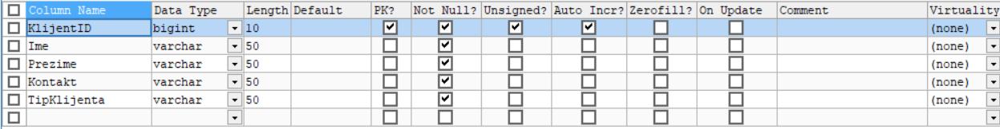 Column Name Data Type Length Default PK? Not Null? Unsigned? Auto Incr? Zerofill? On Update Comment Virtuality
KlijentID bigint 10 (none)
Ime varchar 50 (none)
Prezime varchar 50 (none)
Kontakt varchar 50 (none)
TipKlijenta varchar 50 (none)